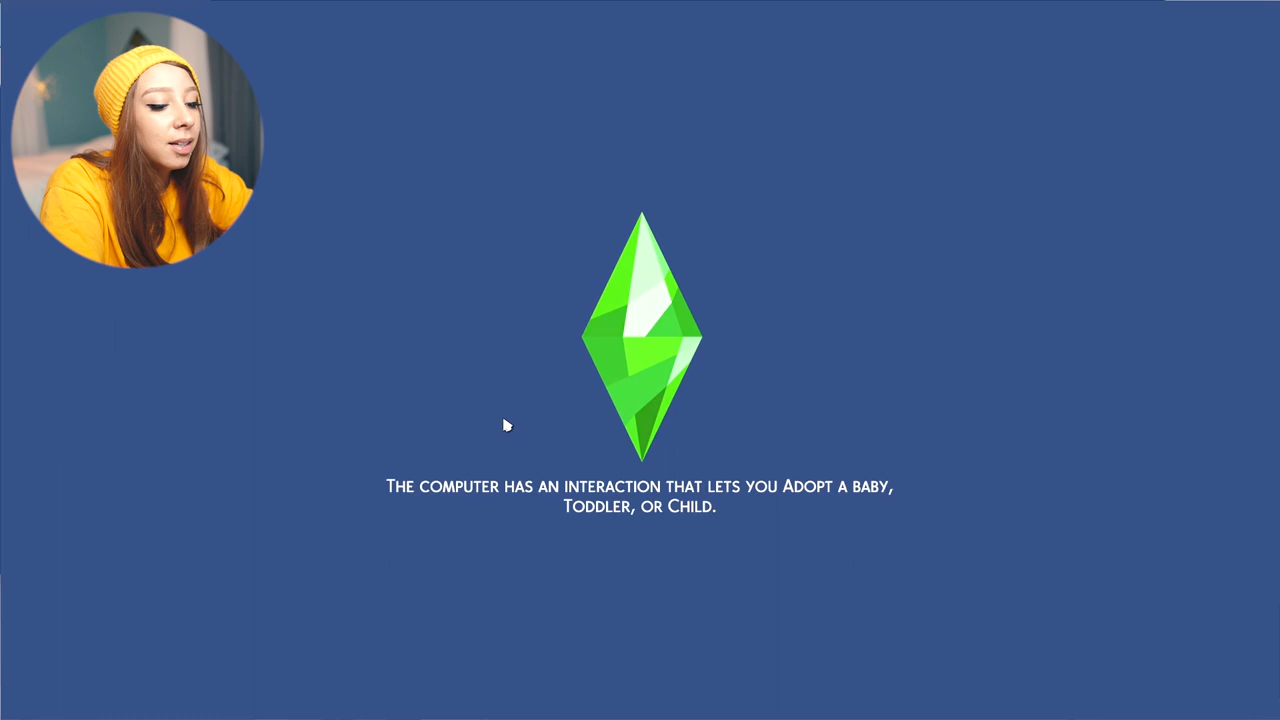 The computer has an interaction that lets you Adopt a baby,
Toddler, or Child.